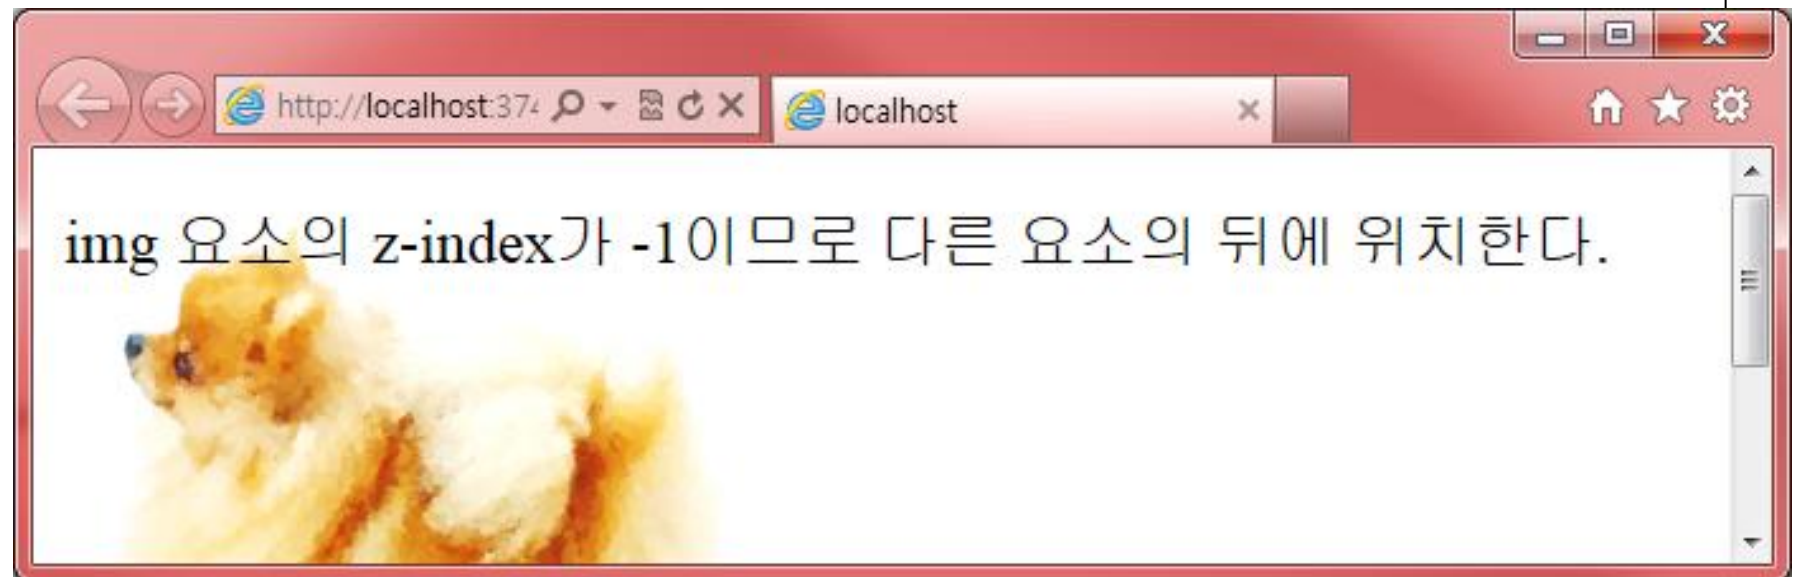 http://localhost:374
localhost
img 요소의 z-index가 -1이므로 다른 요소의 뒤에 위치한다.